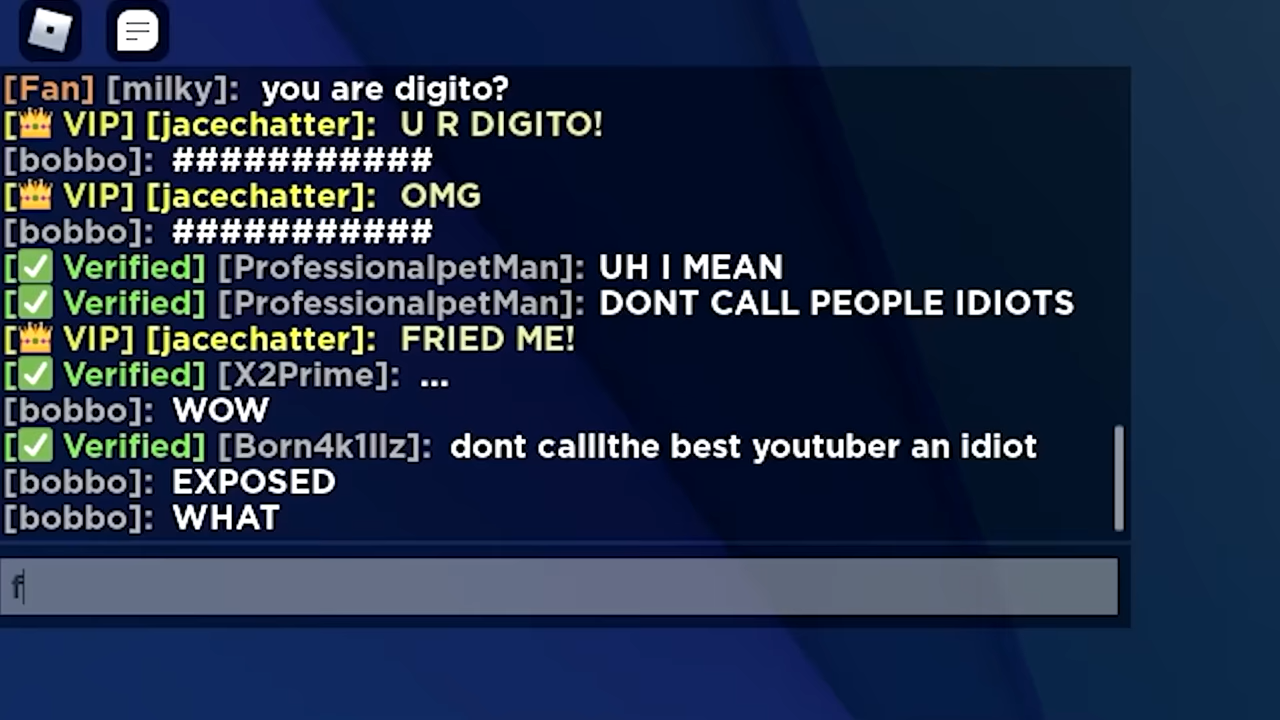 [Fan] [milky]: you are digito?
[👑 VIP] [jacechatter]: U R DIGITO!
[bobbo]: ###########
[👑 VIP] [jacechatter]: OMG
[bobbo]: ###########
[✅ Verified] [ProfessionalpetMan]: UH I MEAN
[✅ Verified] [ProfessionalpetMan]: DONT CALL PEOPLE IDIOTS
[👑 VIP] [jacechatter]: FRIED ME!
[✅ Verified] [X2Prime]: ...
[bobbo]: WOW
[✅ Verified] [Born4k1llz]: dont calllthe best youtuber an idiot
[bobbo]: EXPOSED
[bobbo]: WHAT
f